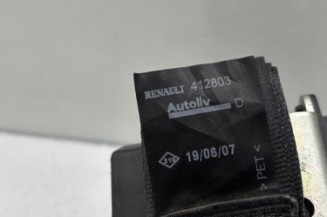 RENAULT 412803
Autoliv D
19/06/07
> PET <